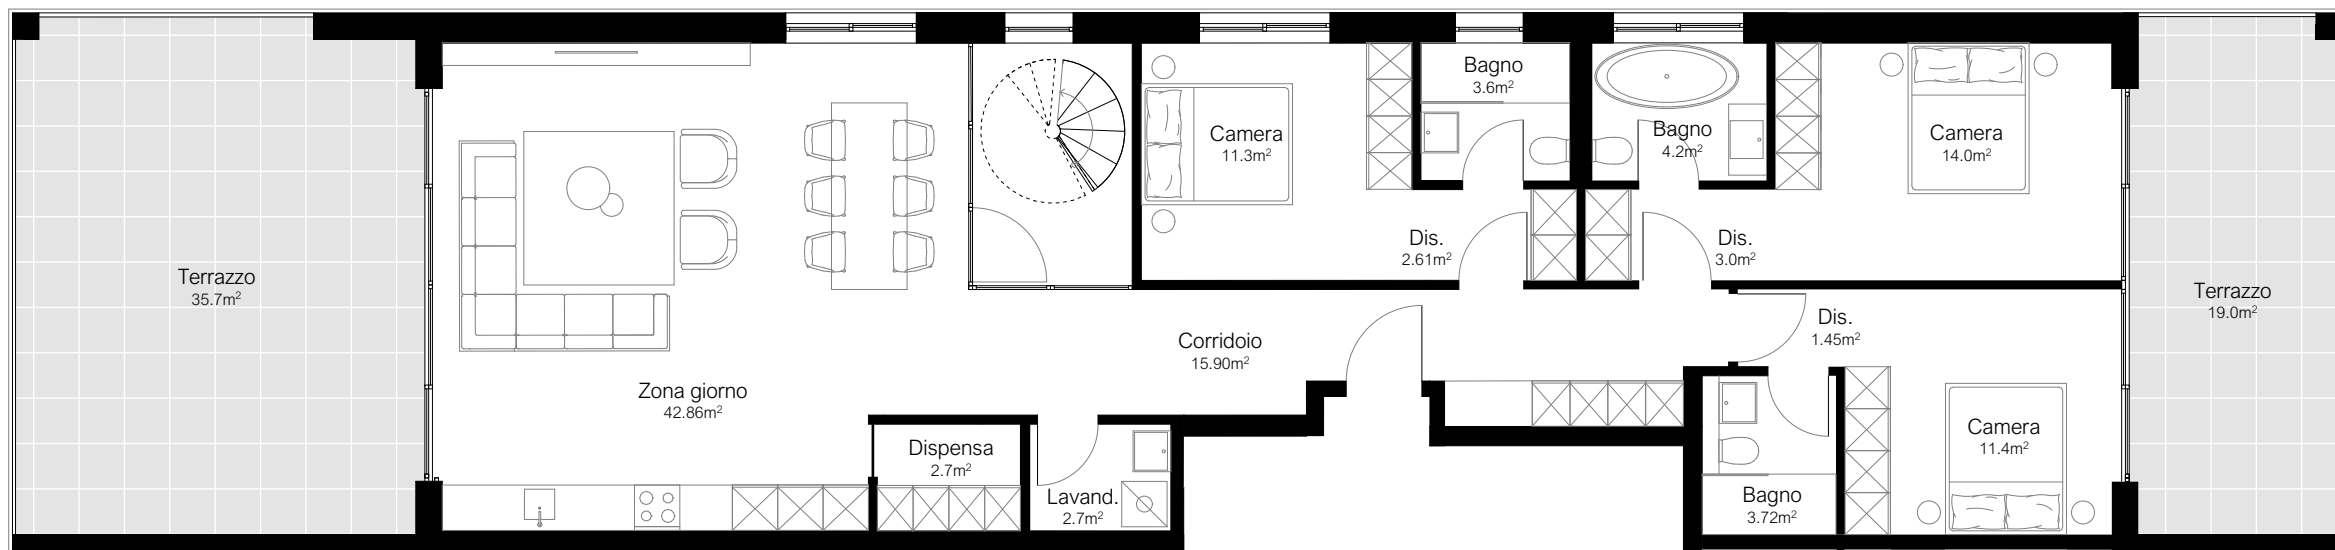 Terrazzo
35.7m²
Zona giorno
42.86m²
Dispensa
2.7m²
Lavand.
2.7m²
Corridoio
15.90m²
Camera
11.3m²
Bagno
3.6m²
Dis.
2.61m²
Bagno
4.2m²
Dis.
3.0m²
Camera
14.0m²
Dis.
1.45m²
Bagno
3.72m²
Camera
11.4m²
Terrazzo
19.0m²